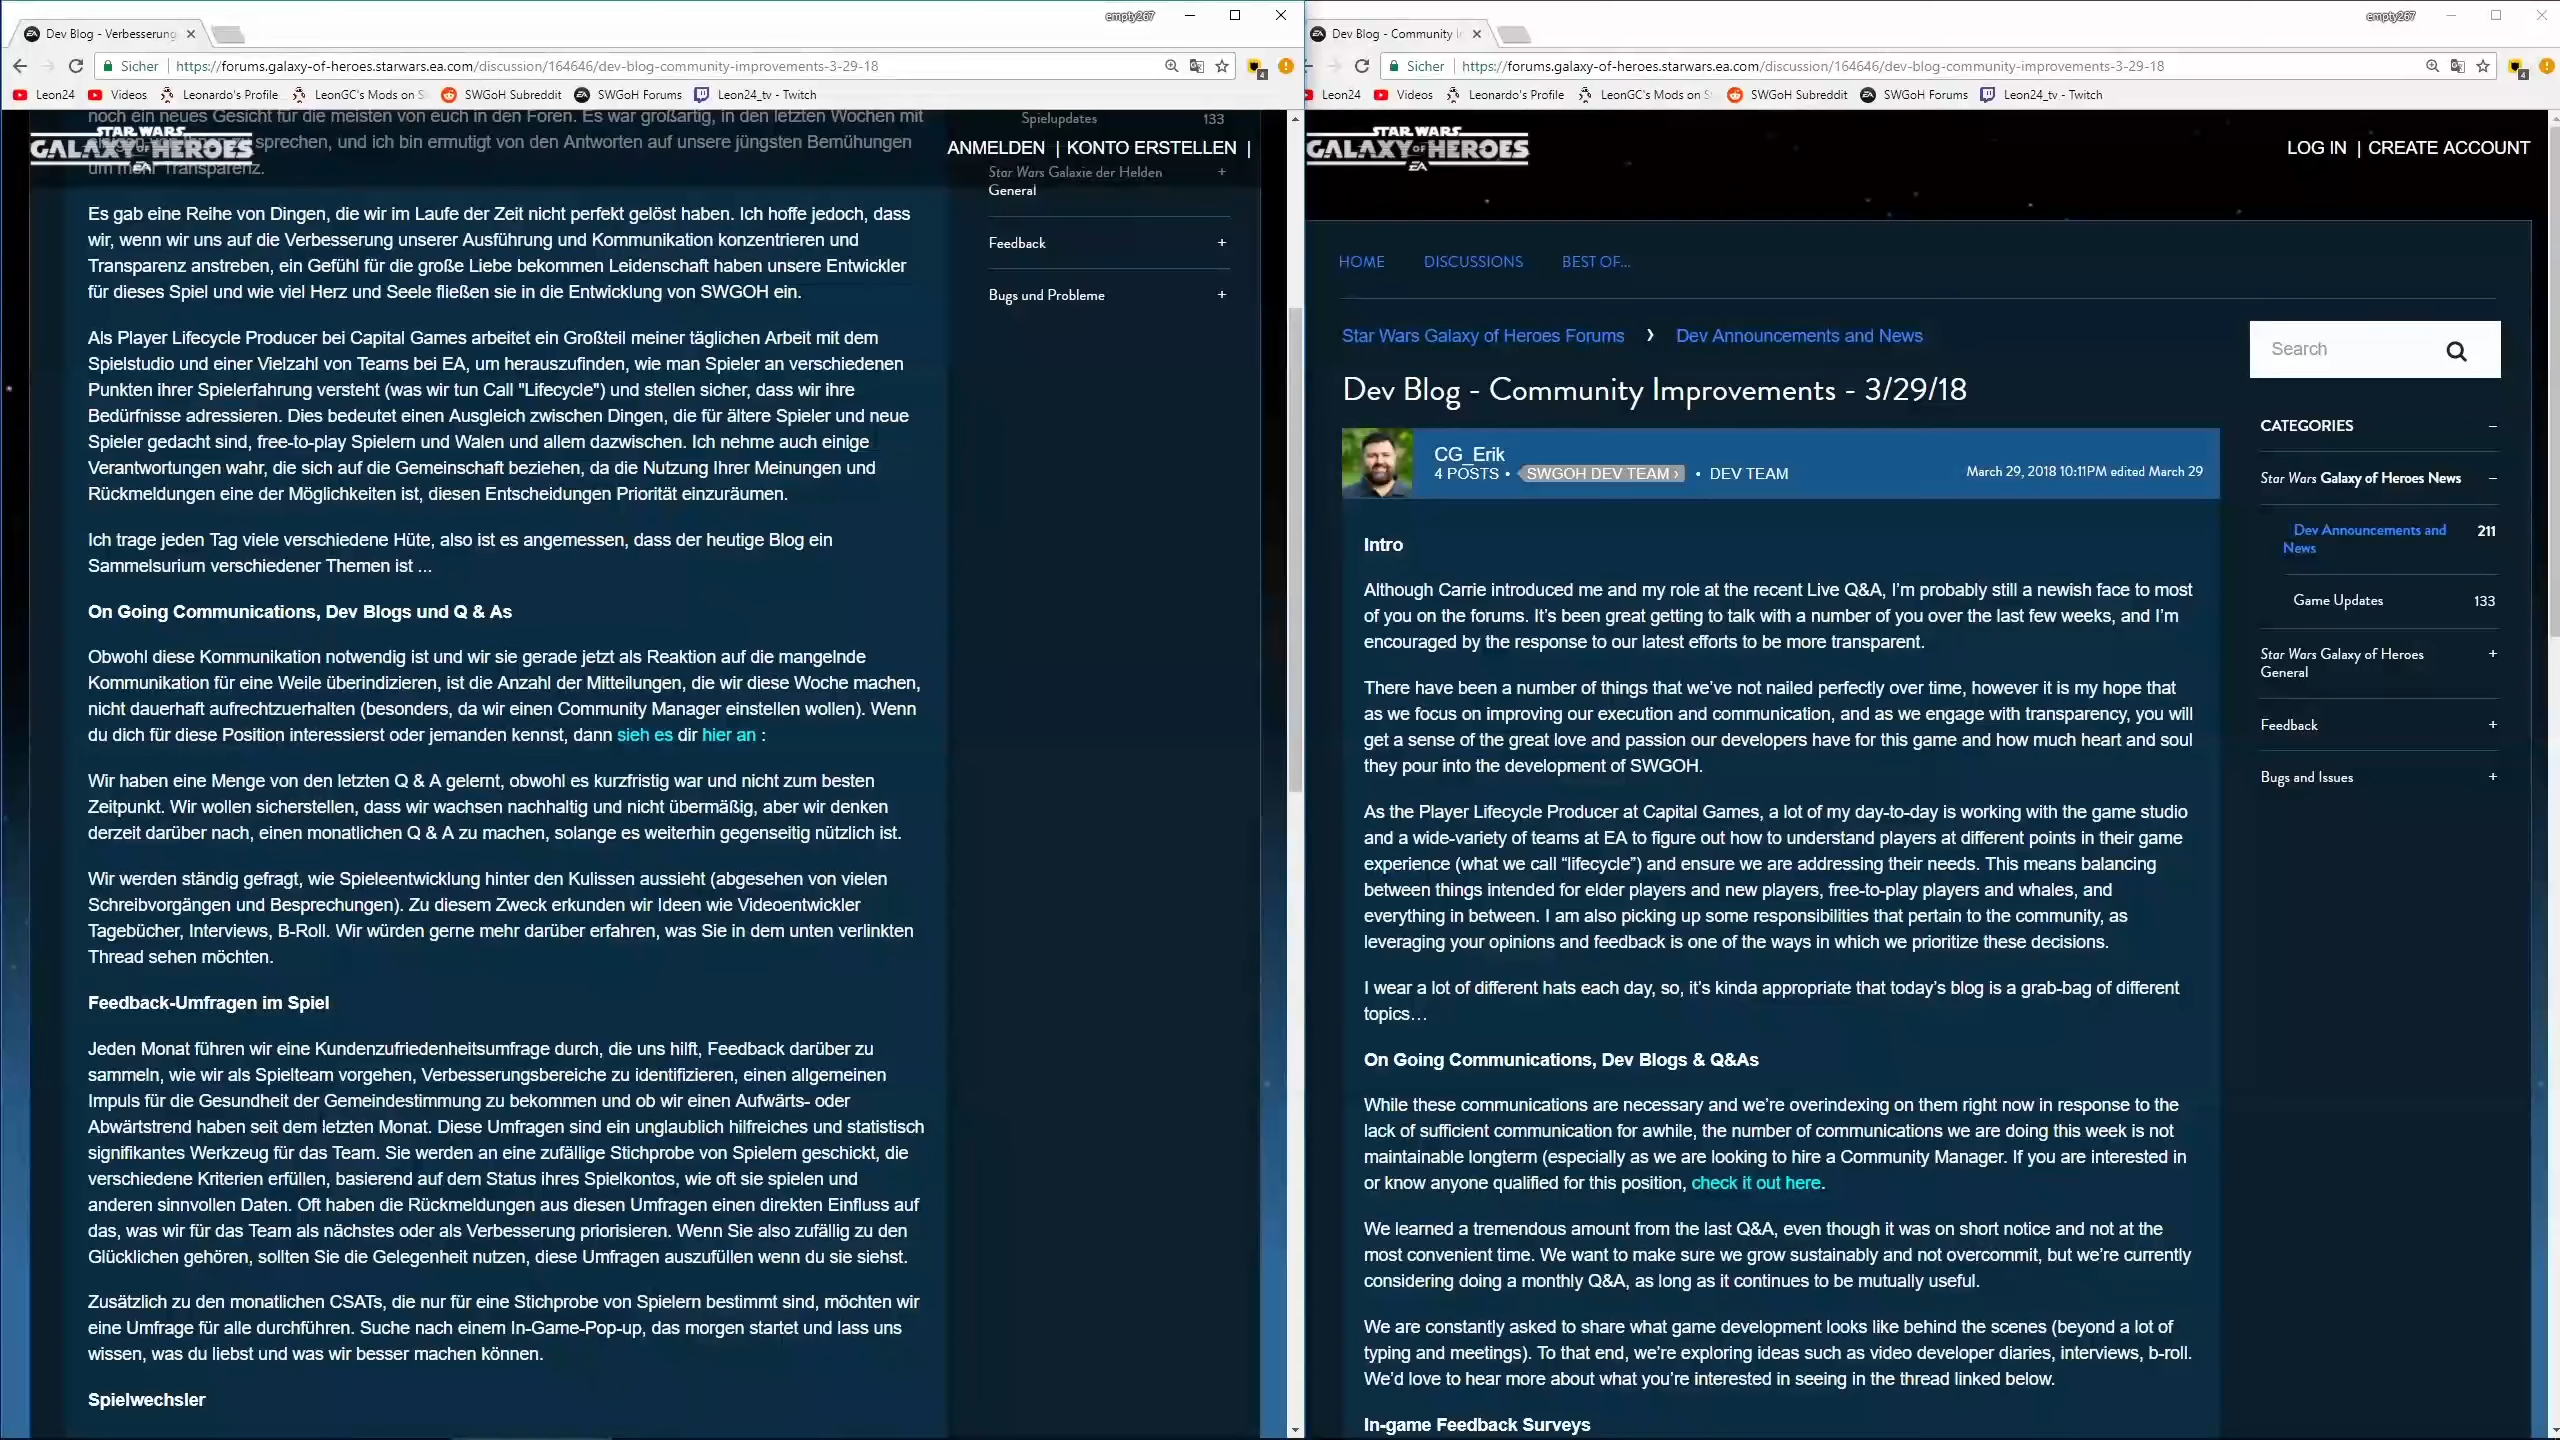 empty267
Dev Blog - Verbesserung
Sicher | https://forums.galaxy-of-heroes.starwars.ea.com/discussion/164646/dev-blog-community-improvements-3-29-18
4
Leon24 Videos Leonardo's Profile LeonGC's Mods on S SWGoH Subreddit SWGoH Forums Leon24_tv - Twitch
noch ein neues Gesicht für die meisten von euch in den Foren. Es war großartig, in den letzten Wochen mit
sprechen, und ich bin ermutigt von den Antworten auf unsere jüngsten Bemühungen
um mehr Transparenz.
STAR WARS
GALAXY OF HEROES
EA
ANMELDEN | KONTO ERSTELLEN |
Es gab eine Reihe von Dingen, die wir im Laufe der Zeit nicht perfekt gelöst haben. Ich hoffe jedoch, dass
wir, wenn wir uns auf die Verbesserung unserer Ausführung und Kommunikation konzentrieren und
Transparenz anstreben, ein Gefühl für die große Liebe bekommen Leidenschaft haben unsere Entwickler
für dieses Spiel und wie viel Herz und Seele fließen sie in die Entwicklung von SWGOH ein.
Als Player Lifecycle Producer bei Capital Games arbeitet ein Großteil meiner täglichen Arbeit mit dem
Spielstudio und einer Vielzahl von Teams bei EA, um herauszufinden, wie man Spieler an verschiedenen
Punkten ihrer Spielerfahrung versteht (was wir tun Call "Lifecycle") und stellen sicher, dass wir ihre
Bedürfnisse adressieren. Dies bedeutet einen Ausgleich zwischen Dingen, die für ältere Spieler und neue
Spieler gedacht sind, free-to-play Spielern und Walen und allem dazwischen. Ich nehme auch einige
Verantwortungen wahr, die sich auf die Gemeinschaft beziehen, da die Nutzung Ihrer Meinungen und
Rückmeldungen eine der Möglichkeiten ist, diesen Entscheidungen Priorität einzuräumen.
Ich trage jeden Tag viele verschiedene Hüte, also ist es angemessen, dass der heutige Blog ein
Sammelsurium verschiedener Themen ist ...
On Going Communications, Dev Blogs und Q & As
Obwohl diese Kommunikation notwendig ist und wir sie gerade jetzt als Reaktion auf die mangelnde
Kommunikation für eine Weile überindizieren, ist die Anzahl der Mitteilungen, die wir diese Woche machen,
nicht dauerhaft aufrechtzuerhalten (besonders, da wir einen Community Manager einstellen wollen). Wenn
du dich für diese Position interessierst oder jemanden kennst, dann sieh es dir hier an :
Wir haben eine Menge von den letzten Q & A gelernt, obwohl es kurzfristig war und nicht zum besten
Zeitpunkt. Wir wollen sicherstellen, dass wir wachsen nachhaltig und nicht übermäßig, aber wir denken
derzeit darüber nach, einen monatlichen Q & A zu machen, solange es weiterhin gegenseitig nützlich ist.
Wir werden ständig gefragt, wie Spieleentwicklung hinter den Kulissen aussieht (abgesehen von vielen
Schreibvorgängen und Besprechungen). Zu diesem Zweck erkunden wir Ideen wie Videoentwickler
Tagebücher, Interviews, B-Roll. Wir würden gerne mehr darüber erfahren, was Sie in dem unten verlinkten
Thread sehen möchten.
Feedback-Umfragen im Spiel
Jeden Monat führen wir eine Kundenzufriedenheitsumfrage durch, die uns hilft, Feedback darüber zu
sammeln, wie wir als Spielteam vorgehen, Verbesserungsbereiche zu identifizieren, einen allgemeinen
Impuls für die Gesundheit der Gemeindestimmung zu bekommen und ob wir einen Aufwärts- oder
Abwärtstrend haben seit dem letzten Monat. Diese Umfragen sind ein unglaublich hilfreiches und statistisch
signifikantes Werkzeug für das Team. Sie werden an eine zufällige Stichprobe von Spielern geschickt, die
verschiedene Kriterien erfüllen, basierend auf dem Status ihres Spielkontos, wie oft sie spielen und
anderen sinnvollen Daten. Oft haben die Rückmeldungen aus diesen Umfragen einen direkten Einfluss auf
das, was wir für das Team als nächstes oder als Verbesserung priorisieren. Wenn Sie also zufällig zu den
Glücklichen gehören, sollten Sie die Gelegenheit nutzen, diese Umfragen auszufüllen wenn du sie siehst.
Zusätzlich zu den monatlichen CSATs, die nur für eine Stichprobe von Spielern bestimmt sind, möchten wir
eine Umfrage für alle durchführen. Suche nach einem In-Game-Pop-up, das morgen startet und lass uns
wissen, was du liebst und was wir besser machen können.
Spielwechsler
Spielupdates 133
Star Wars Galaxie der Helden +
General
Feedback +
Bugs und Probleme +
empty267
Dev Blog - Community I
Sicher | https://forums.galaxy-of-heroes.starwars.ea.com/discussion/164646/dev-blog-community-improvements-3-29-18
4
Leon24 Videos Leonardo's Profile LeonGC's Mods on S SWGoH Subreddit SWGoH Forums Leon24_tv - Twitch
STAR WARS
GALAXY OF HEROES
EA
LOG IN | CREATE ACCOUNT
HOME DISCUSSIONS BEST OF...
Star Wars Galaxy of Heroes Forums › Dev Announcements and News
Dev Blog - Community Improvements - 3/29/18
CG_Erik
4 POSTS • SWGOH DEV TEAM › • DEV TEAM
March 29, 2018 10:11PM edited March 29
Intro
Although Carrie introduced me and my role at the recent Live Q&A, I’m probably still a newish face to most
of you on the forums. It’s been great getting to talk with a number of you over the last few weeks, and I’m
encouraged by the response to our latest efforts to be more transparent.
There have been a number of things that we’ve not nailed perfectly over time, however it is my hope that
as we focus on improving our execution and communication, and as we engage with transparency, you will
get a sense of the great love and passion our developers have for this game and how much heart and soul
they pour into the development of SWGOH.
As the Player Lifecycle Producer at Capital Games, a lot of my day-to-day is working with the game studio
and a wide-variety of teams at EA to figure out how to understand players at different points in their game
experience (what we call “lifecycle”) and ensure we are addressing their needs. This means balancing
between things intended for elder players and new players, free-to-play players and whales, and
everything in between. I am also picking up some responsibilities that pertain to the community, as
leveraging your opinions and feedback is one of the ways in which we prioritize these decisions.
I wear a lot of different hats each day, so, it’s kinda appropriate that today’s blog is a grab-bag of different
topics…
On Going Communications, Dev Blogs & Q&As
While these communications are necessary and we’re overindexing on them right now in response to the
lack of sufficient communication for awhile, the number of communications we are doing this week is not
maintainable longterm (especially as we are looking to hire a Community Manager. If you are interested in
or know anyone qualified for this position, check it out here.
We learned a tremendous amount from the last Q&A, even though it was on short notice and not at the
most convenient time. We want to make sure we grow sustainably and not overcommit, but we’re currently
considering doing a monthly Q&A, as long as it continues to be mutually useful.
We are constantly asked to share what game development looks like behind the scenes (beyond a lot of
typing and meetings). To that end, we’re exploring ideas such as video developer diaries, interviews, b-roll.
We’d love to hear more about what you’re interested in seeing in the thread linked below.
In-game Feedback Surveys
Search
CATEGORIES –
Star Wars Galaxy of Heroes News –
Dev Announcements and 211
News
Game Updates 133
Star Wars Galaxy of Heroes +
General
Feedback +
Bugs and Issues +